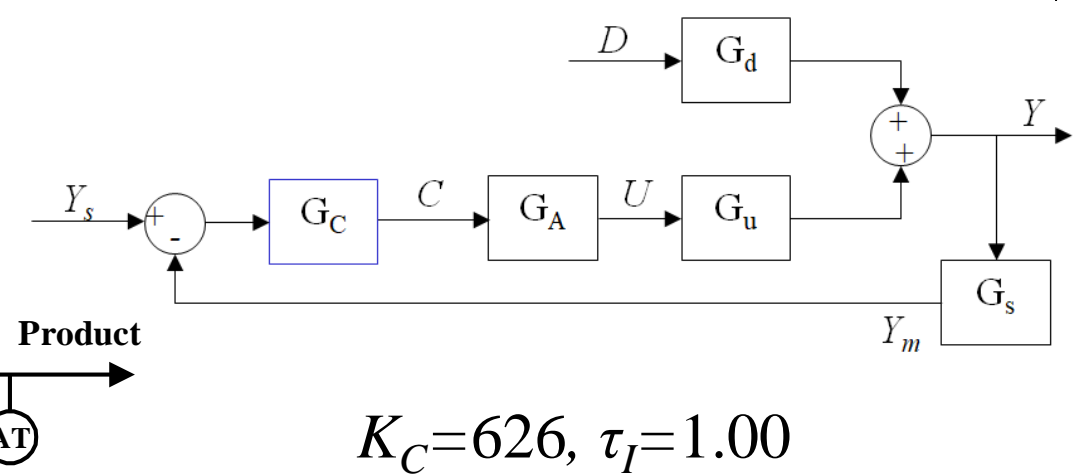 D
G_d
+
+
Y
Y_s
+
-
G_C
C
G_A
U
G_u
G_s
Y_m
Product
AT
K_C=626, τ_I=1.00